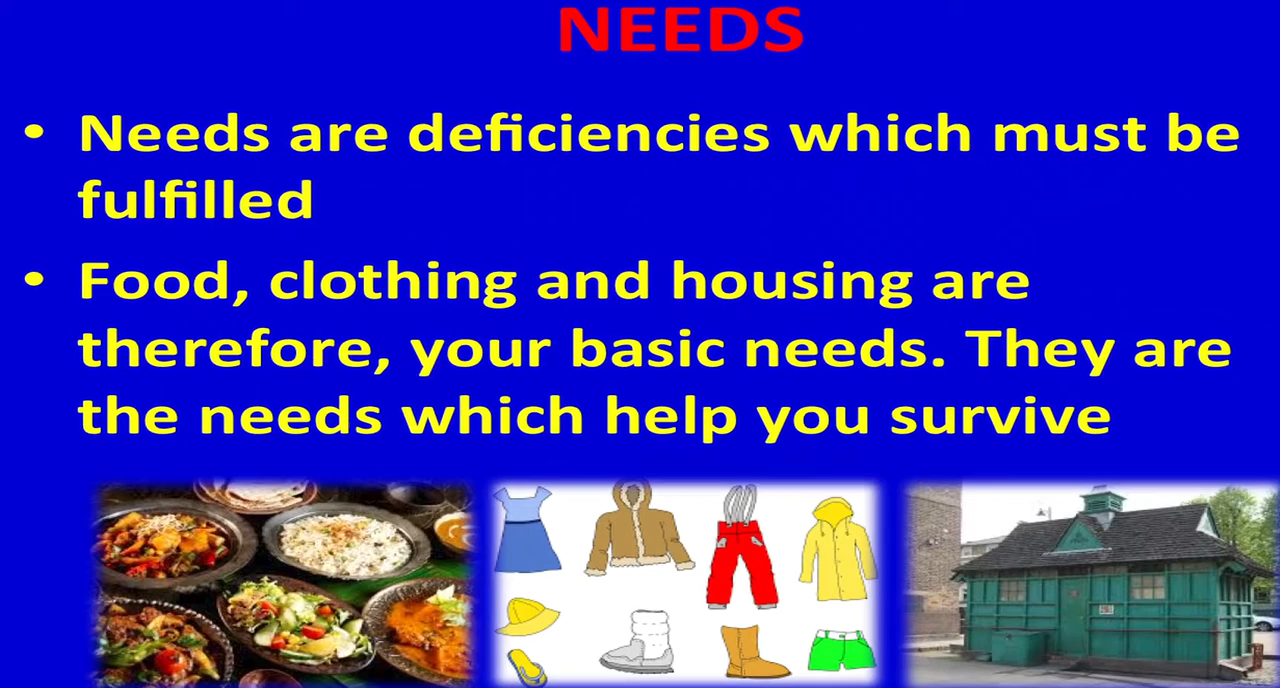 NEEDS
• Needs are deficiencies which must be
fulfilled
• Food, clothing and housing are
therefore, your basic needs. They are
the needs which help you survive